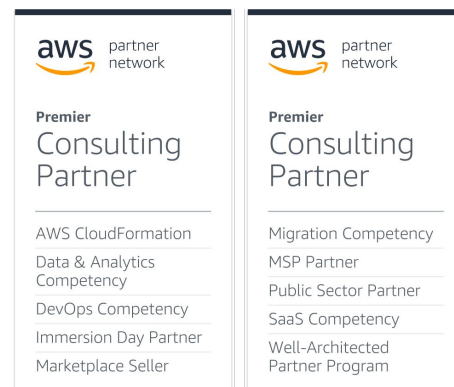 aws partner
network
Premier
Consulting
Partner
AWS CloudFormation
Data & Analytics
Competency
DevOps Competency
Immersion Day Partner
Marketplace Seller
aws partner
network
Premier
Consulting
Partner
Migration Competency
MSP Partner
Public Sector Partner
SaaS Competency
Well-Architected
Partner Program